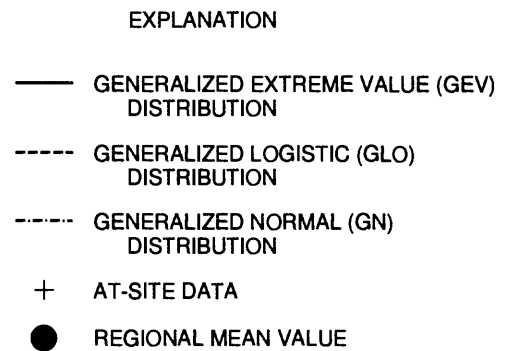 EXPLANATION
GENERALIZED EXTREME VALUE (GEV)
DISTRIBUTION
GENERALIZED LOGISTIC (GLO)
DISTRIBUTION
GENERALIZED NORMAL (GN)
DISTRIBUTION
AT-SITE DATA
REGIONAL MEAN VALUE